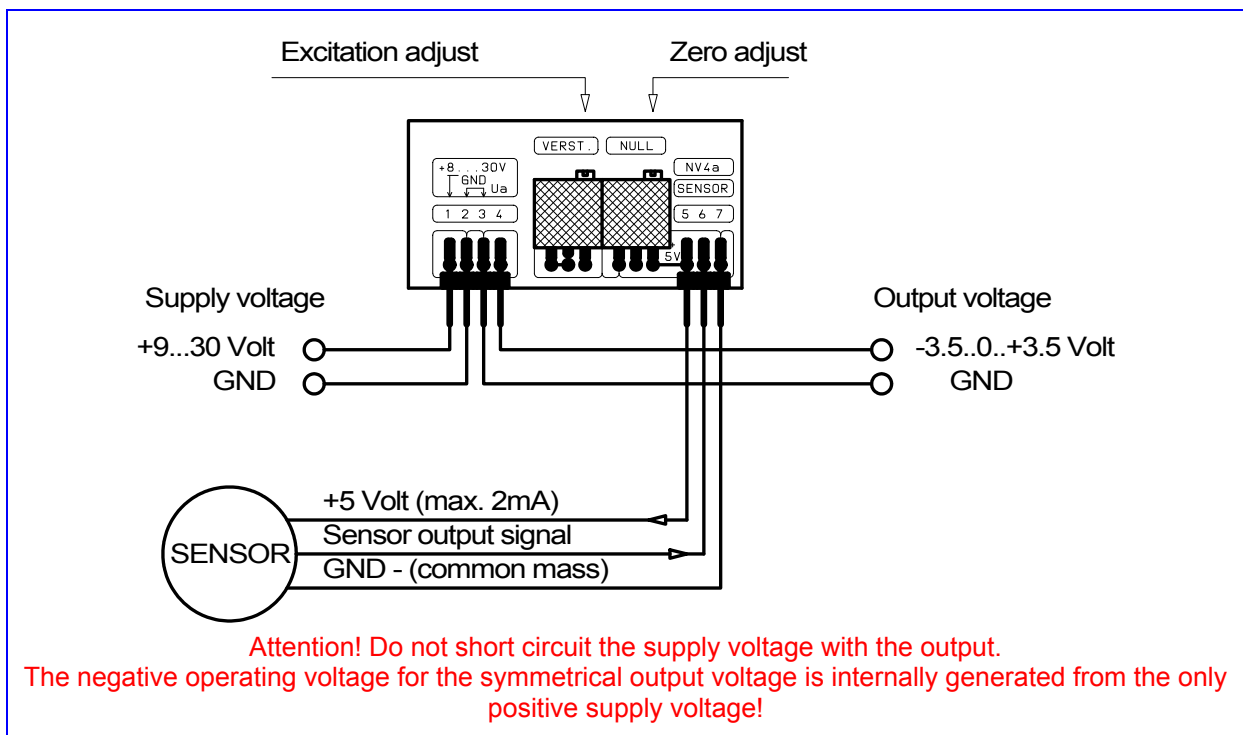 Excitation adjust
Zero adjust
VERST.
NULL
+8...30V
GND
Ua
NV4a
SENSOR
1 2 3 4
5 6 7
+
5V
Supply voltage
Output voltage
+9...30 Volt
-3.5..0..+3.5 Volt
GND
GND
+5 Volt (max. 2mA)
Sensor output signal
SENSOR
GND - (common mass)
Attention! Do not short circuit the supply voltage with the output.
The negative operating voltage for the symmetrical output voltage is internally generated from the only
positive supply voltage!